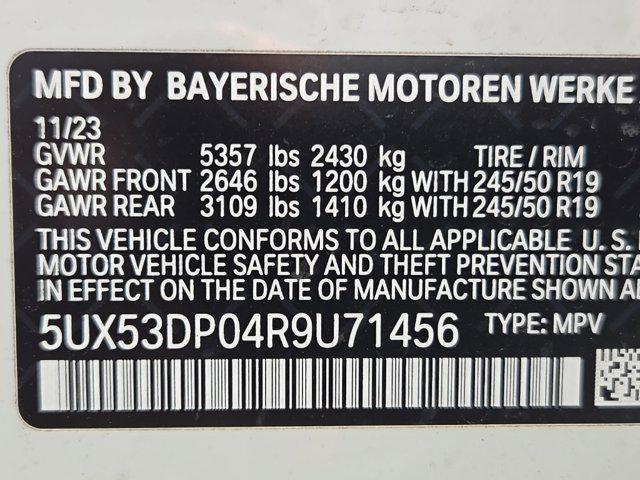 MFD BY BAYERISCHE MOTOREN WERKE
11/23
GVWR 5357 lbs 2430 kg TIRE / RIM
GAWR FRONT 2646 lbs 1200 kg WITH 245/50 R19
GAWR REAR 3109 lbs 1410 kg WITH 245/50 R19
THIS VEHICLE CONFORMS TO ALL APPLICABLE U. S.
MOTOR VEHICLE SAFETY AND THEFT PREVENTION STA
IN EFFECT ON THE DATE OF MANUFACTURE SHOWN A
5UX53DP04R9U71456 TYPE: MPV